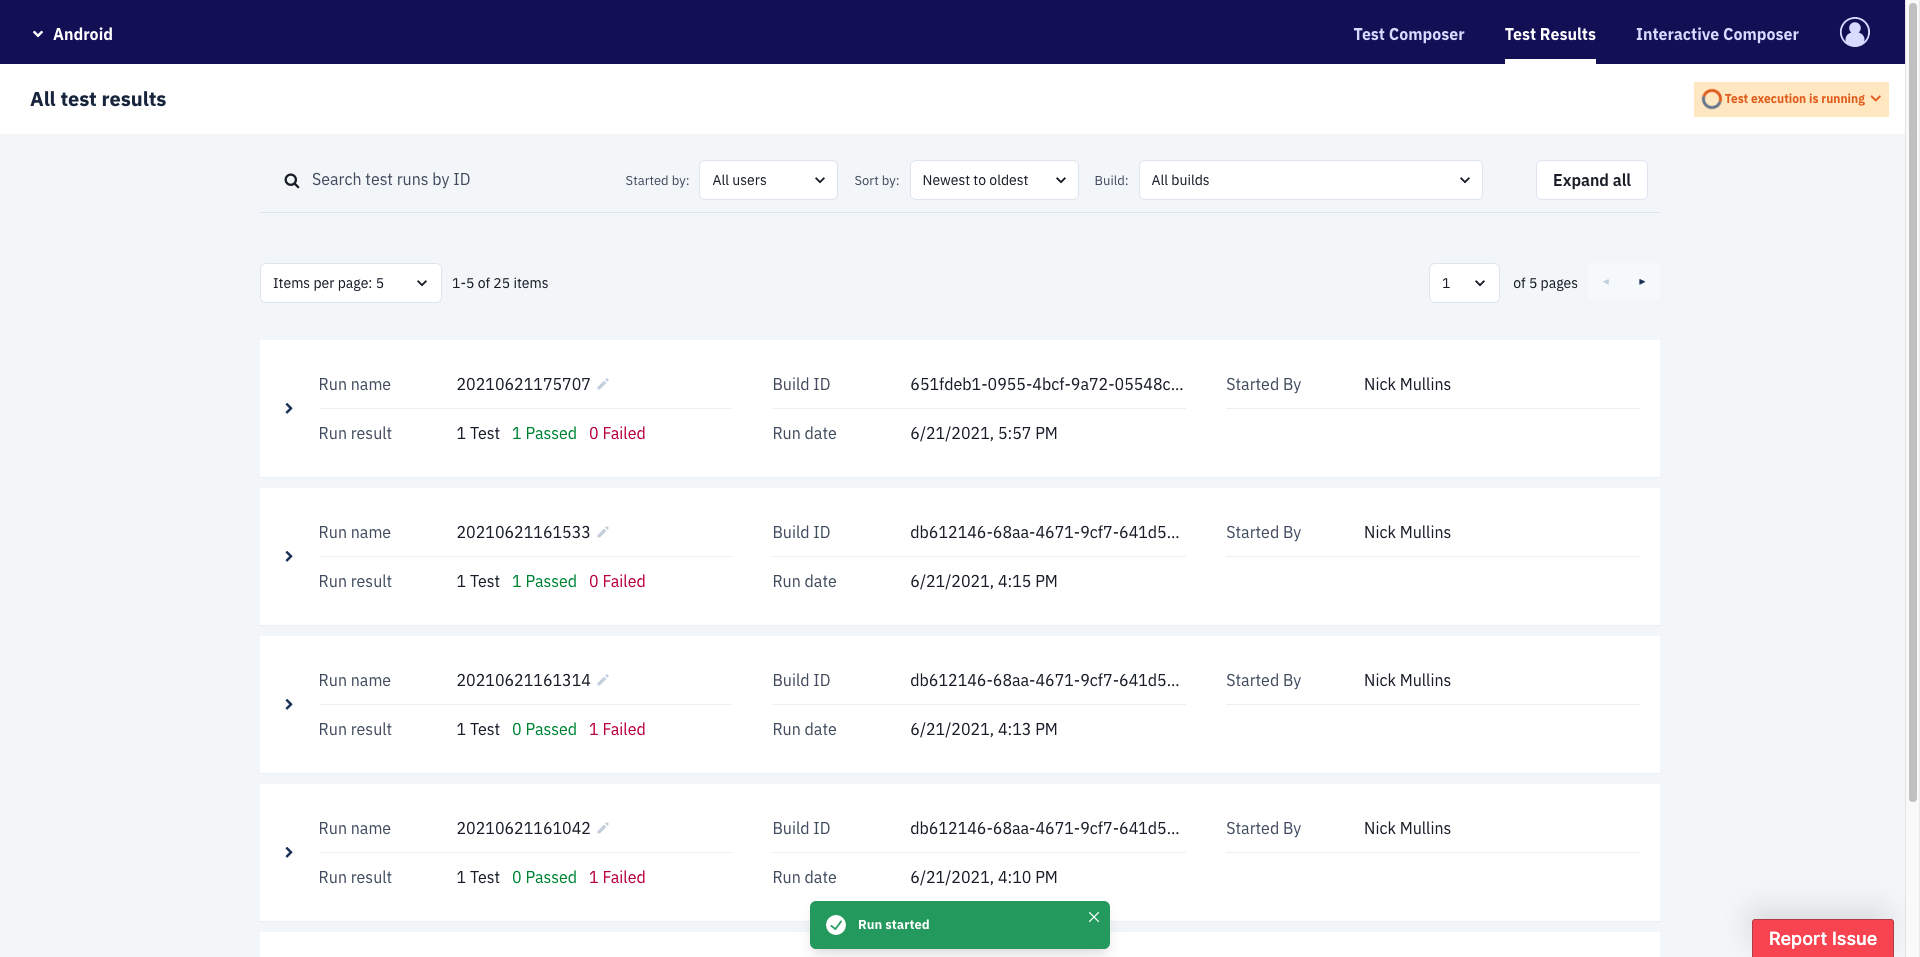 Android
Test Composer
Test Results
Interactive Composer
All test results
Test execution is running
Search test runs by ID
Started by:
All users
Sort by:
Newest to oldest
Build:
All builds
Expand all
Items per page: 5
1-5 of 25 items
1
of 5 pages
Run name
20210621175707
Build ID
651fdeb1-0955-4bcf-9a72-05548c...
Started By
Nick Mullins
Run result
1 Test 1 Passed 0 Failed
Run date
6/21/2021, 5:57 PM
Run name
20210621161533
Build ID
db612146-68aa-4671-9cf7-641d5...
Started By
Nick Mullins
Run result
1 Test 1 Passed 0 Failed
Run date
6/21/2021, 4:15 PM
Run name
20210621161314
Build ID
db612146-68aa-4671-9cf7-641d5...
Started By
Nick Mullins
Run result
1 Test 0 Passed 1 Failed
Run date
6/21/2021, 4:13 PM
Run name
20210621161042
Build ID
db612146-68aa-4671-9cf7-641d5...
Started By
Nick Mullins
Run result
1 Test 0 Passed 1 Failed
Run date
6/21/2021, 4:10 PM
Run started
Report Issue